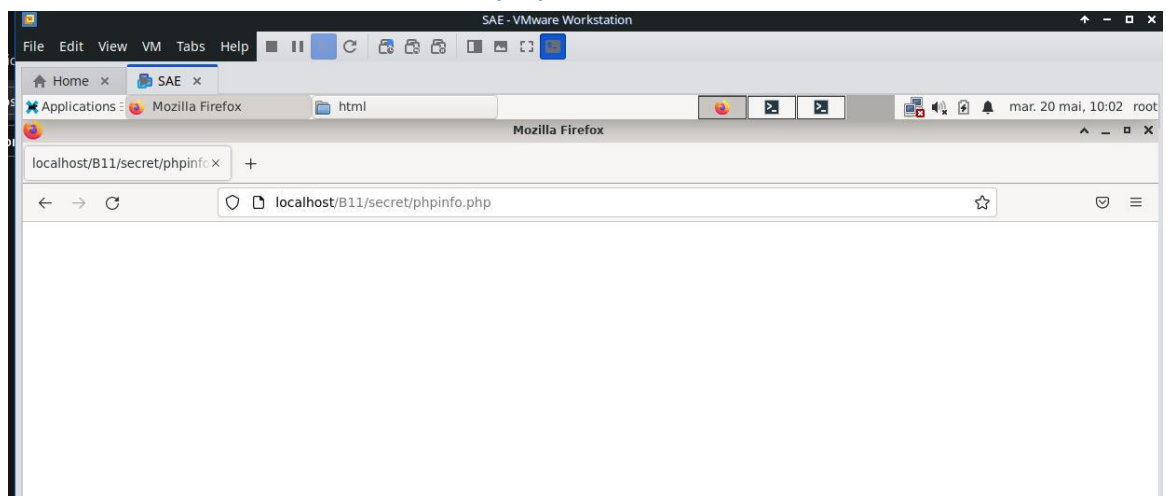 SAE - VMware Workstation
File Edit View VM Tabs Help
Home SAE
Applications Mozilla Firefox html mar. 20 mai, 10:02 root
Mozilla Firefox
localhost/B11/secret/phpinfo
localhost/B11/secret/phpinfo.php